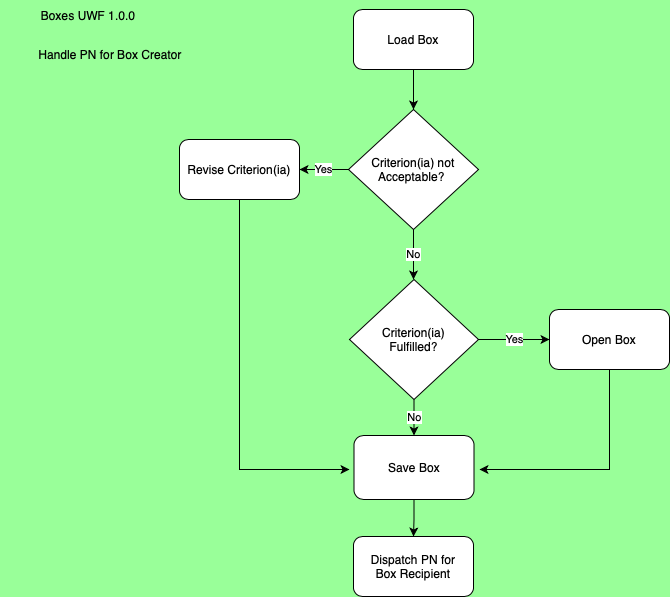 Boxes UWF 1.0.0
Handle PN for Box Creator
Load Box
Criterion(ia) not
Acceptable?
Yes
Revise Criterion(ia)
No
Criterion(ia)
Fulfilled?
Yes
Open Box
No
Save Box
Dispatch PN for
Box Recipient